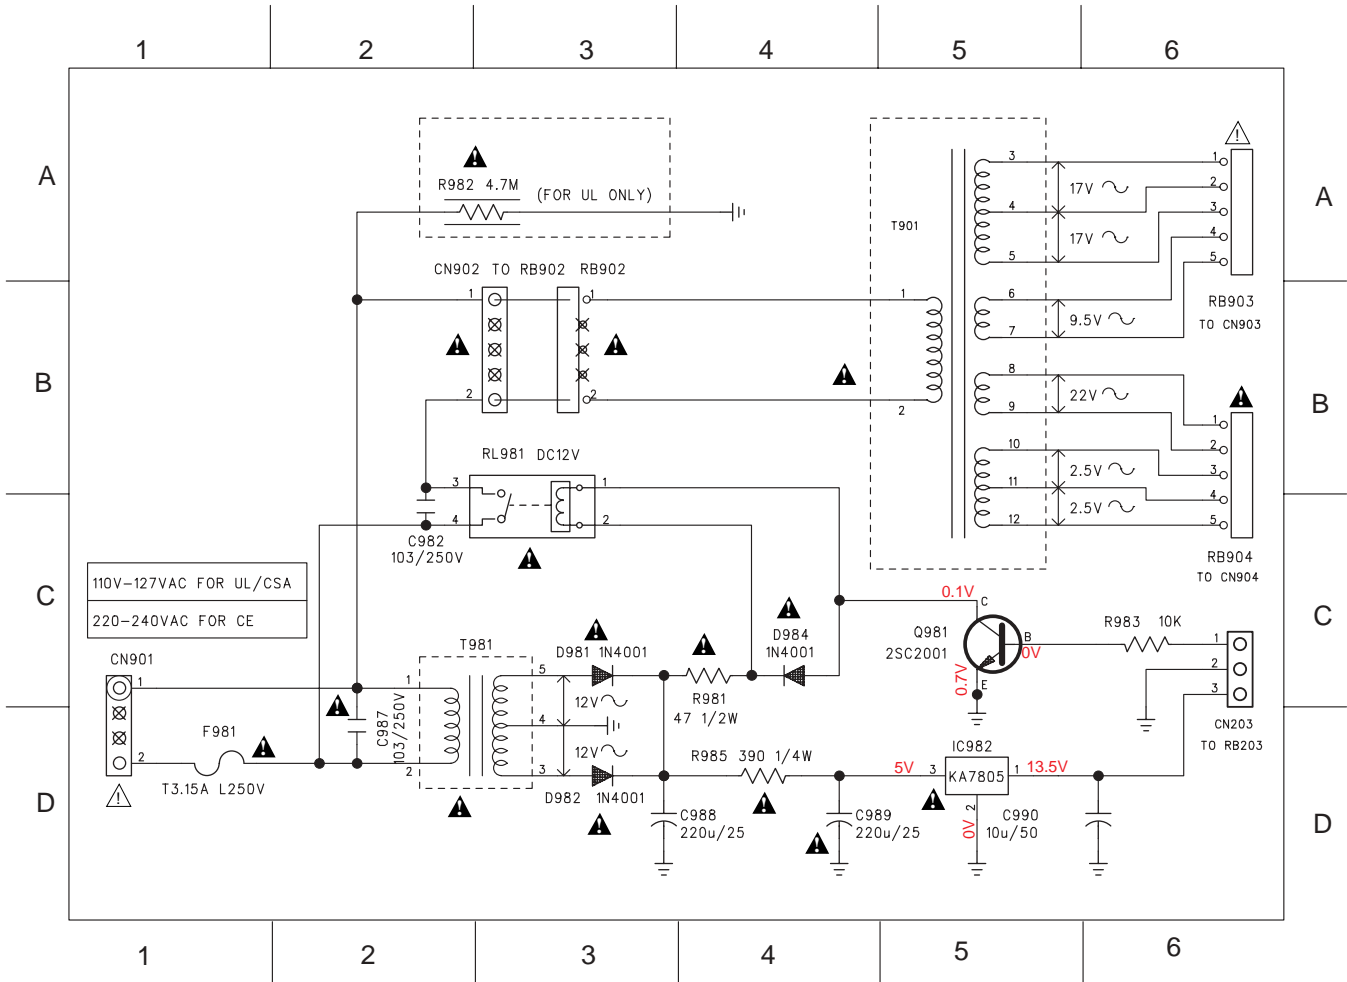 1 2 3 4 5 6
A
R982 4.7M
(FOR UL ONLY)
T901
3
4
5
17V
17V
1
2
3
4
5
A
CN902 TO RB902 RB902
1
2
1
2
1
2
6
7
9.5V
RB903
TO CN903
B
8
9
22V
10
11
12
2.5V
2.5V
1
2
3
4
5
B
RB904
TO CN904
RL981 DC12V
3
4
1
2
C982
103/250V
110V-127VAC FOR UL/CSA
220-240VAC FOR CE
C
CN901
1
2
F981
T3.15A L250V
T981
1
2
C987
103/250V
5
4
3
D981 1N4001
12V
12V
D982 1N4001
R981
47 1/2W
D984
1N4001
0.1V
C
Q981
2SC2001
B
0V
0.7V
E
R983 10K
1
2
3
CN203
TO RB203
C
D
R985 390 1/4W
C988
220u/25
C989
220u/25
5V
3
IC982
KA7805
1
13.5V
2
0V
C990
10u/50
D
1 2 3 4 5 6